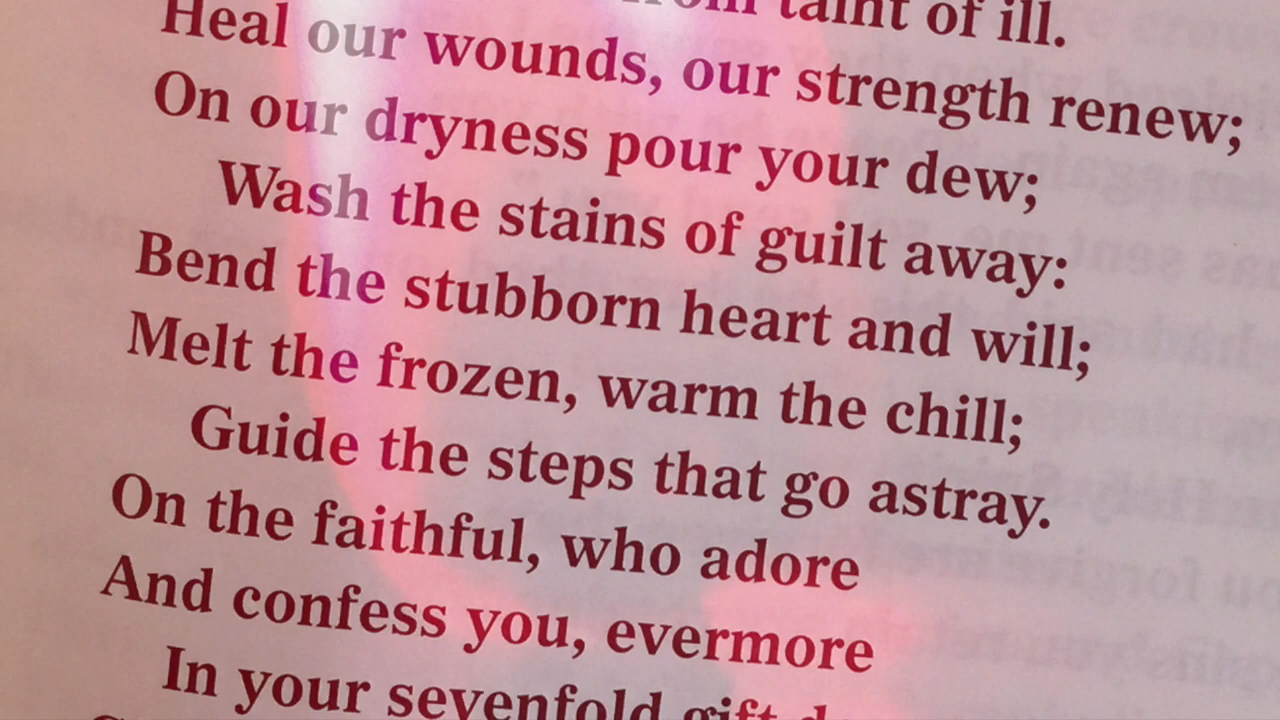 taint of ill.
Heal our wounds, our strength renew;
On our dryness pour your dew;
Wash the stains of guilt away:
Bend the stubborn heart and will;
Melt the frozen, warm the chill;
Guide the steps that go astray.
On the faithful, who adore
And confess you, evermore
In your sevenfold gift